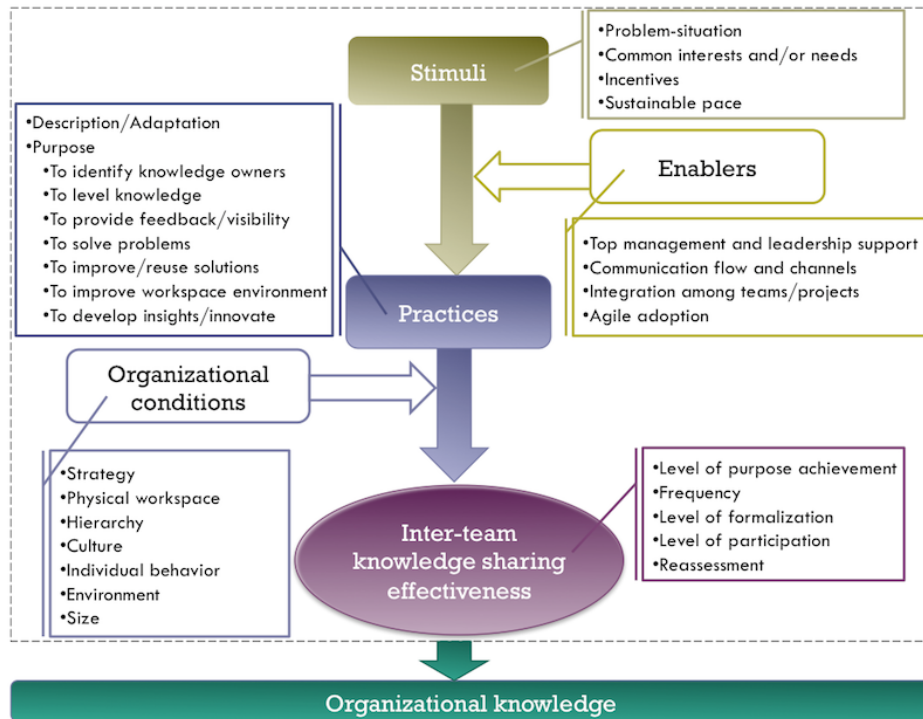 Stimuli
•Problem-situation
•Common interests and/or needs
•Incentives
•Sustainable pace
•Description/Adaptation
•Purpose
•To identify knowledge owners
•To level knowledge
•To provide feedback/visibility
•To solve problems
•To improve/reuse solutions
•To improve workspace environment
•To develop insights/innovate
Enablers
•Top management and leadership support
•Communication flow and channels
•Integration among teams/projects
•Agile adoption
Practices
Organizational
conditions
•Strategy
•Physical workspace
•Hierarchy
•Culture
•Individual behavior
•Environment
•Size
Inter-team
knowledge sharing
effectiveness
•Level of purpose achievement
•Frequency
•Level of formalization
•Level of participation
•Reassessment
Organizational knowledge